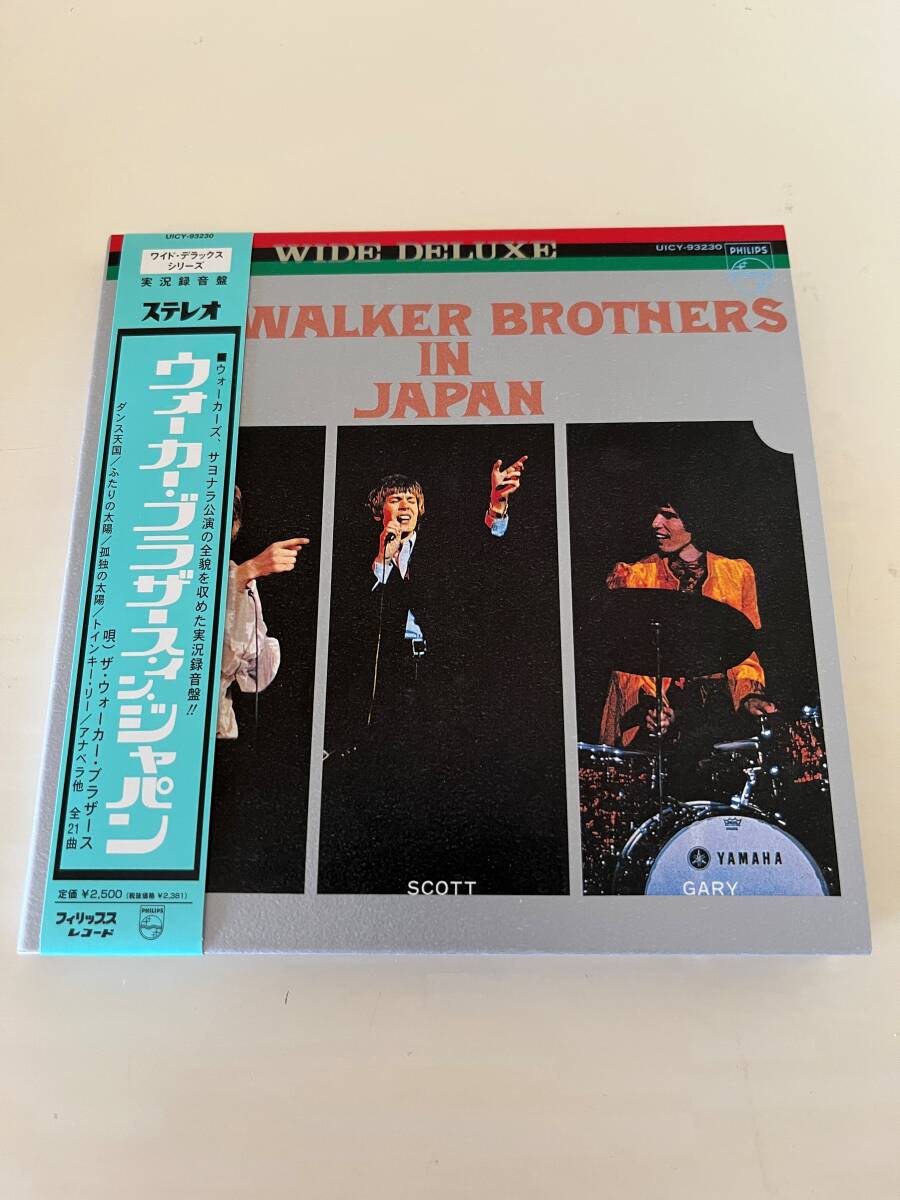 UICY-93230
ワイド・デラックス
シリーズ
実況録音盤
ステレオ
■ウォーカーズ、サヨナラ公演の全貌を収めた実況録音盤!!
ウォーカー・ブラザース・イン・ジャパン
唄)ザ・ウォーカー・ブラザース
ダンス天国/ふたりの太陽/孤独の太陽/トインキー・リー/アナベラ他 全21曲
定価 ¥2,500 (税抜価格 ¥2,381)
フィリップス
レコード
PHILIPS
WIDE DELUXE
UICY-93230
PHILIPS
WALKER BROTHERS
IN
JAPAN
SCOTT
GARY
YAMAHA